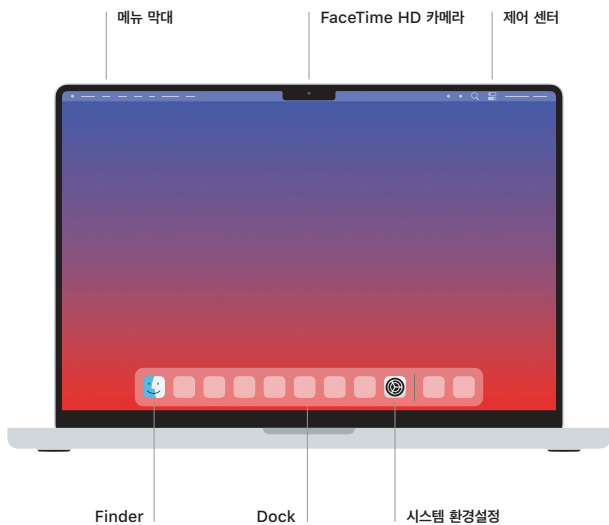 메뉴 막대
FaceTime HD 카메라
제어 센터
Finder
Dock
시스템 환경설정